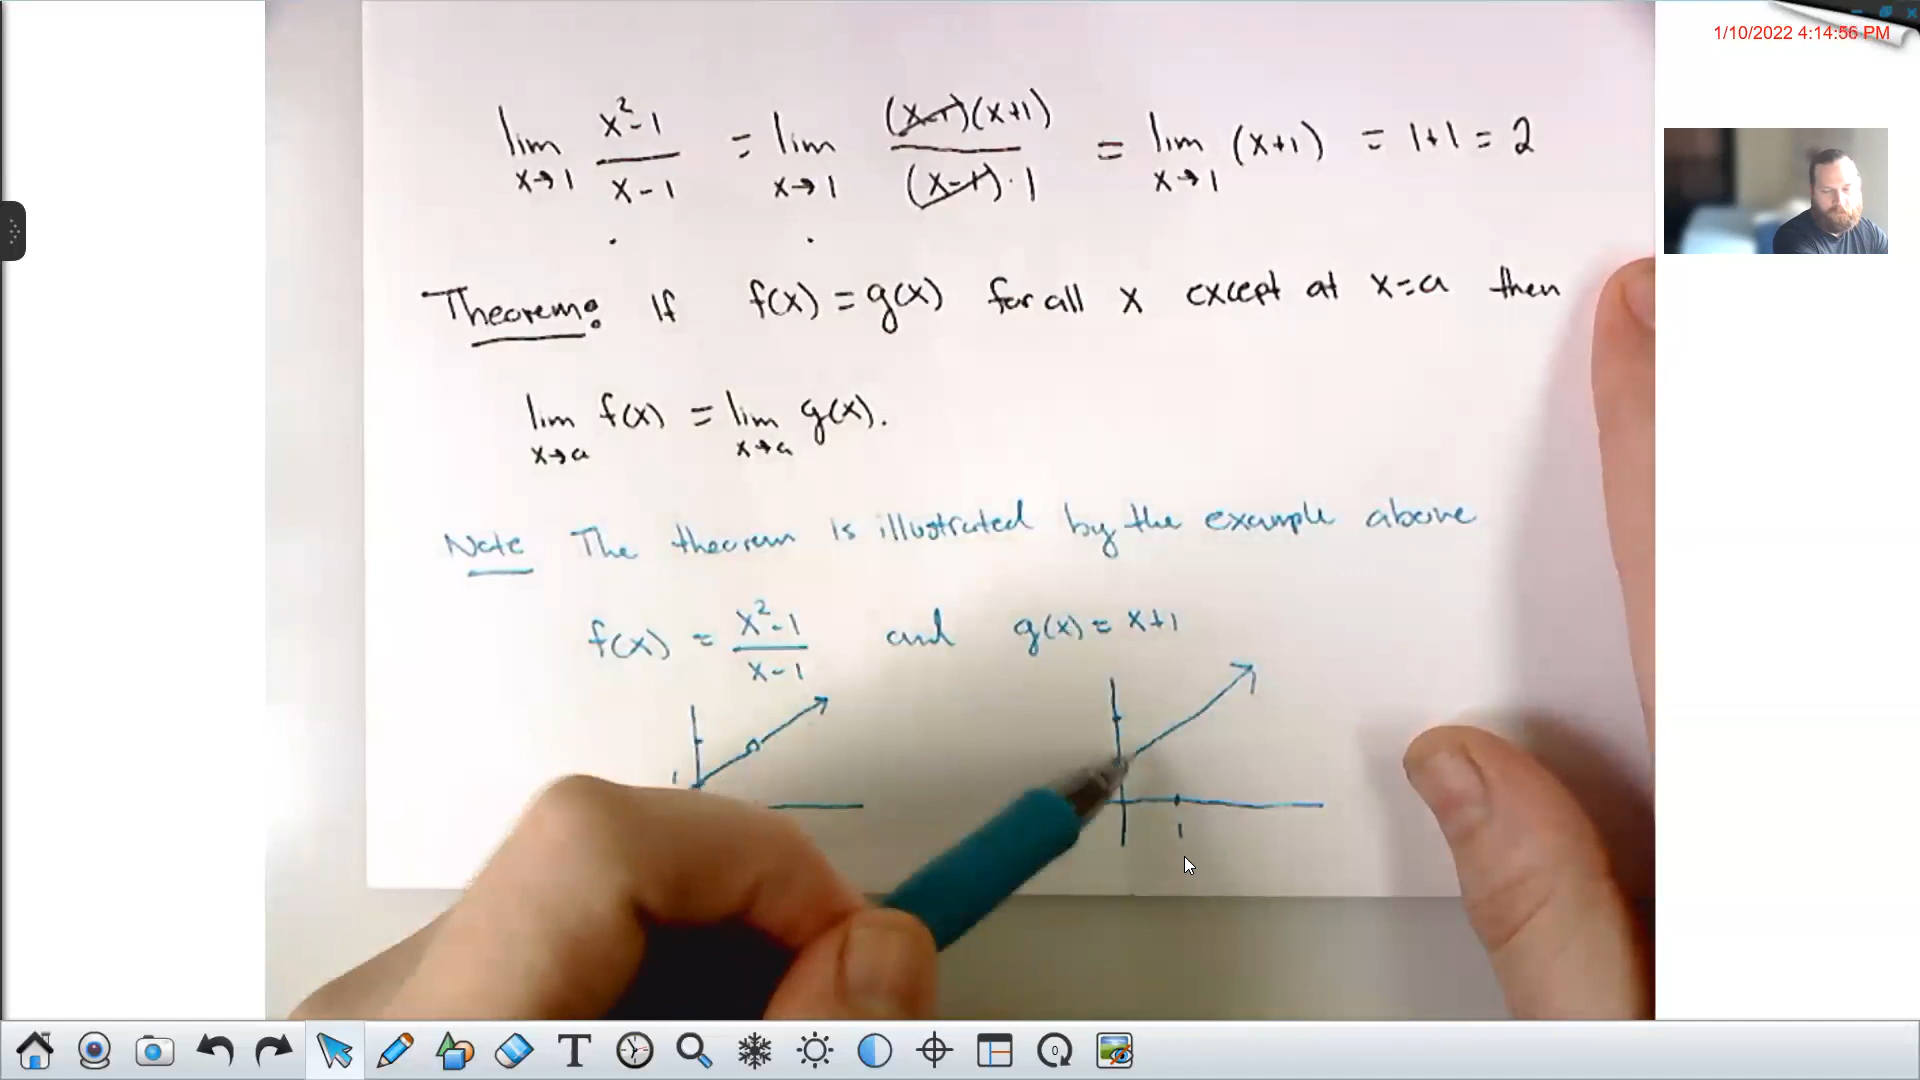 1/10/2022 4:14:56 PM
lim x→1 x²-1 / x-1 = lim x→1 (x-1)(x+1) / (x-1)·1 = lim x→1 (x+1) = 1+1 = 2
Theorem: If f(x) = g(x) for all x except at x=a then
lim x→a f(x) = lim x→a g(x).
Note The theorem is illustrated by the example above
f(x) = x²-1 / x-1 and g(x) = x+1
1
1
T
0